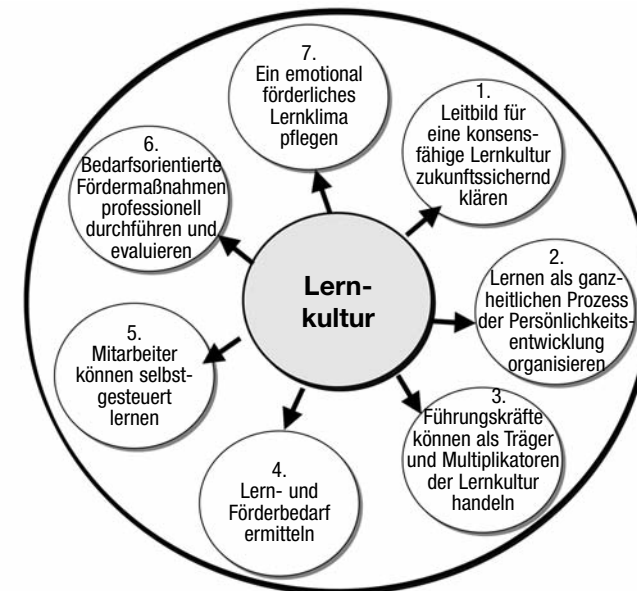 7.
Ein emotional
förderliches
Lernklima
pflegen
1.
Leitbild für
eine konsens-
fähige Lernkultur
zukunftssichernd
klären
6.
Bedarfsorientierte
Fördermaßnahmen
professionell
durchführen und
evaluieren
Lern-
kultur
2.
Lernen als ganz-
heitlichen Prozess
der Persönlichkeits-
entwicklung
organisieren
5.
Mitarbeiter
können selbst-
gesteuert
lernen
3.
Führungskräfte
können als Träger
und Multiplikatoren
der Lernkultur
handeln
4.
Lern- und
Förderbedarf
ermitteln